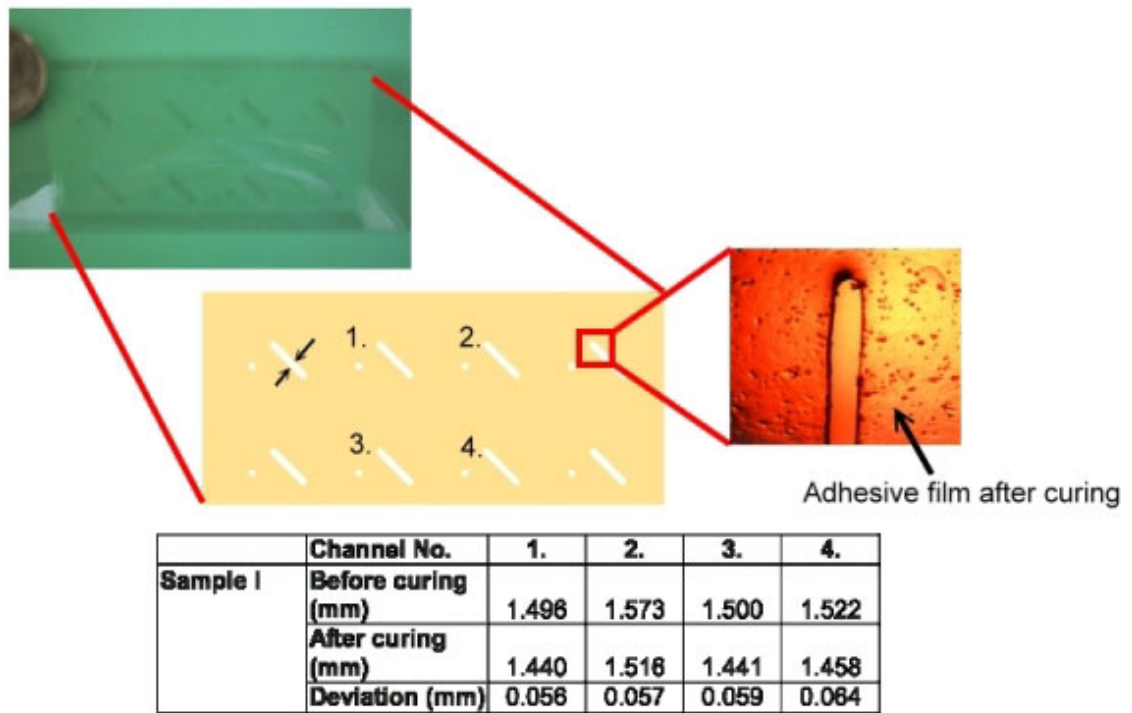 1. 2.
3. 4.
Adhesive film after curing
Channel No. 1. 2. 3. 4.
Sample I Before curing
(mm) 1.496 1.573 1.500 1.522
After curing
(mm) 1.440 1.516 1.441 1.458
Deviation (mm) 0.056 0.057 0.059 0.064